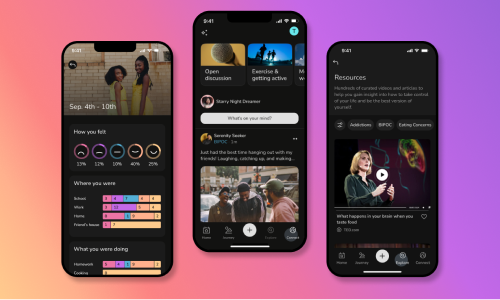 9:41
Sep. 4th - 10th
How you felt
13% 12% 10% 40% 25%
Where you were
School
Work
Home
Friend's house
What you were doing
Homework
Cooking
9:41
T
Open discussion
Exercise & getting active
Starry Night Dreamer
What's on your mind?
Serenity Seeker
BIPOC · 1m
Just had the best time hanging out with my
friends! Laughing, catching up, and making...
Home Journey Explore Connect
9:41
Resources
Hundreds of curated videos and articles to
help you gain insight into how to take control
of your life and be the best version of
yourself
Addictions BIPOC Eating Concerns
What happens in your brain when you
taste food
TED.com
Home Journey Explore Connect